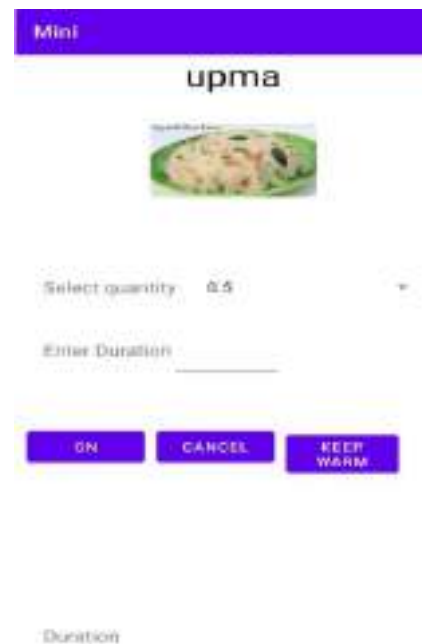 Mini
upma
Select quantity 0.5
Enter Duration
ON CANCEL KEEP WARM
Duration